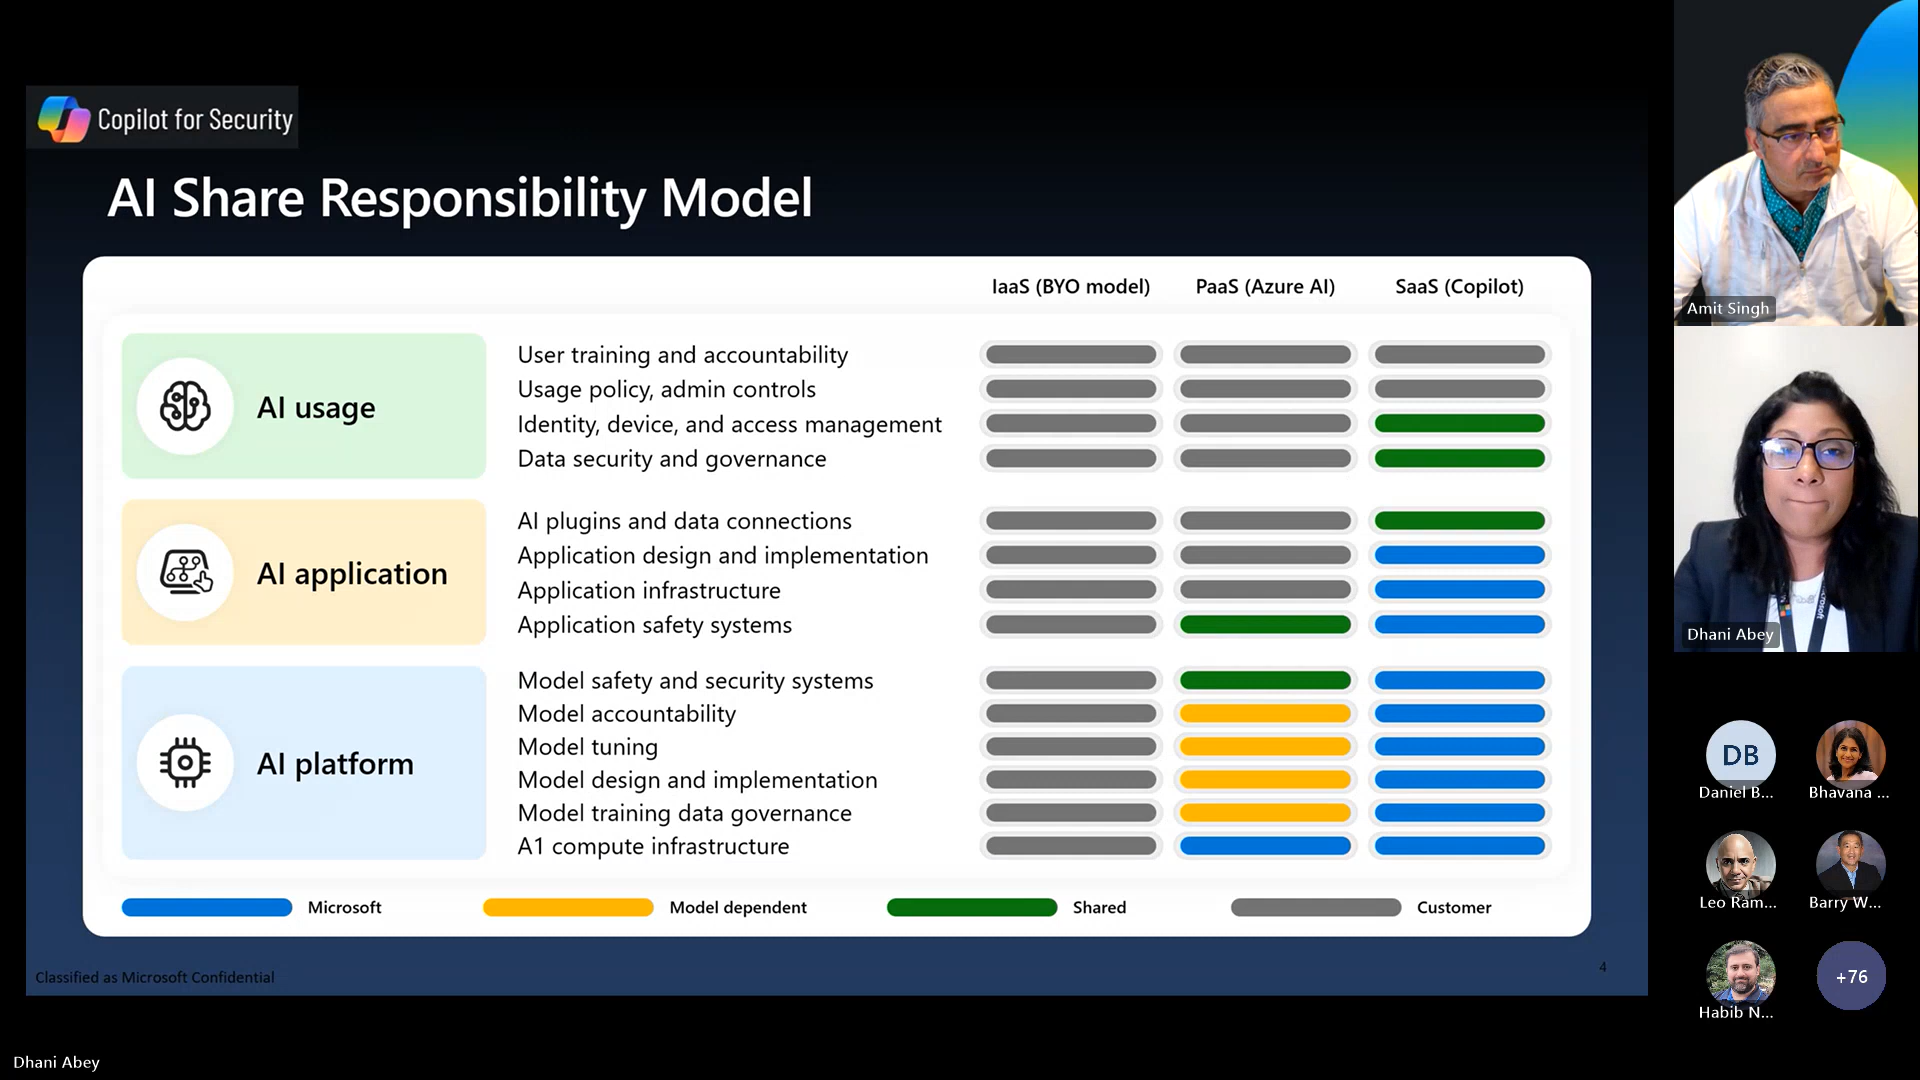 Copilot for Security
AI Share Responsibility Model
IaaS (BYO model) PaaS (Azure AI) SaaS (Copilot)
AI usage
User training and accountability
Usage policy, admin controls
Identity, device, and access management
Data security and governance
AI application
AI plugins and data connections
Application design and implementation
Application infrastructure
Application safety systems
AI platform
Model safety and security systems
Model accountability
Model tuning
Model design and implementation
Model training data governance
A1 compute infrastructure
Microsoft Model dependent Shared Customer
Classified as Microsoft Confidential
4
Amit Singh
Microsoft
Dhani Abey
DB
Daniel B...
Bhavana ...
Leo Ram...
Barry W...
Habib N...
+76
Dhani Abey